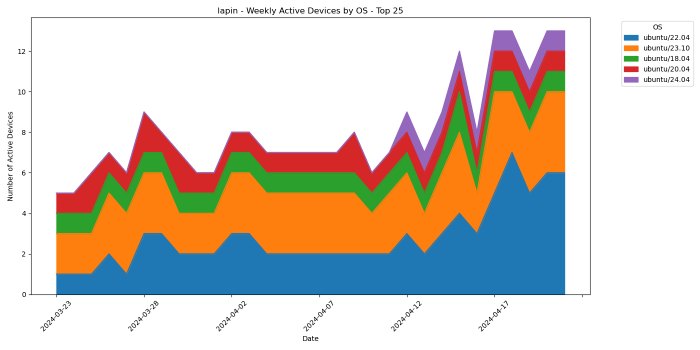 lapin - Weekly Active Devices by OS - Top 25
Number of Active Devices
12
10
8
6
4
2
0
2024-03-23
2024-03-28
2024-04-02
2024-04-07
2024-04-12
2024-04-17
Date
OS
ubuntu/22.04
ubuntu/23.10
ubuntu/18.04
ubuntu/20.04
ubuntu/24.04